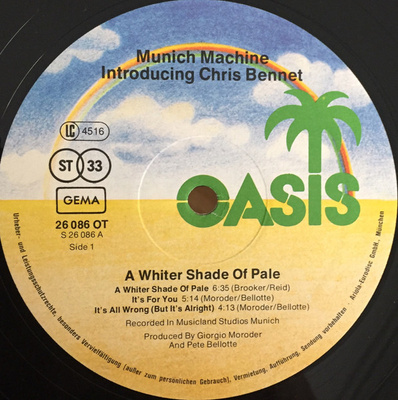 Munich Machine
Introducing Chris Bennet
LC 4516
ST 33
GEMA
OASIS
26 086 OT
S 26 086 A
Side 1
A Whiter Shade Of Pale
A Whiter Shade Of Pale 6:35 (Brooker/Reid)
It's For You 5:14 (Moroder/Bellotte)
It's All Wrong (But It's Alright) 4:13 (Moroder/Bellotte)
Recorded In Musicland Studios Munich
Produced By Giorgio Moroder
And Pete Bellotte
Urheber- und Leistungsschutzrechte, besonders Vervielfältigung (außer zum persönlichen Gebrauch), Vermietung, Aufführung, Sendung vorbehalten · Ariola-Eurodisc GmbH, München